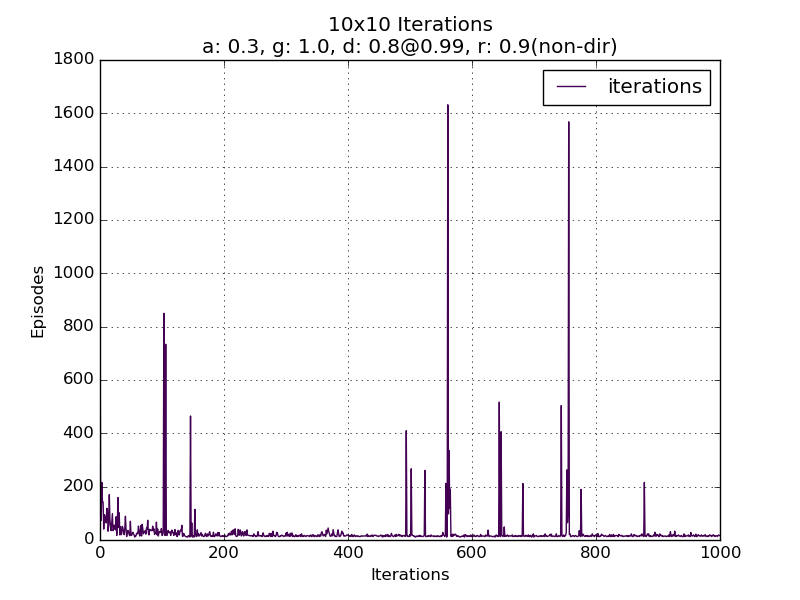 10x10 Iterations
a: 0.3, g: 1.0, d: 0.8@0.99, r: 0.9(non-dir)
iterations
1800
1600
1400
1200
1000
800
600
400
200
0
Episodes
0 200 400 600 800 1000
Iterations